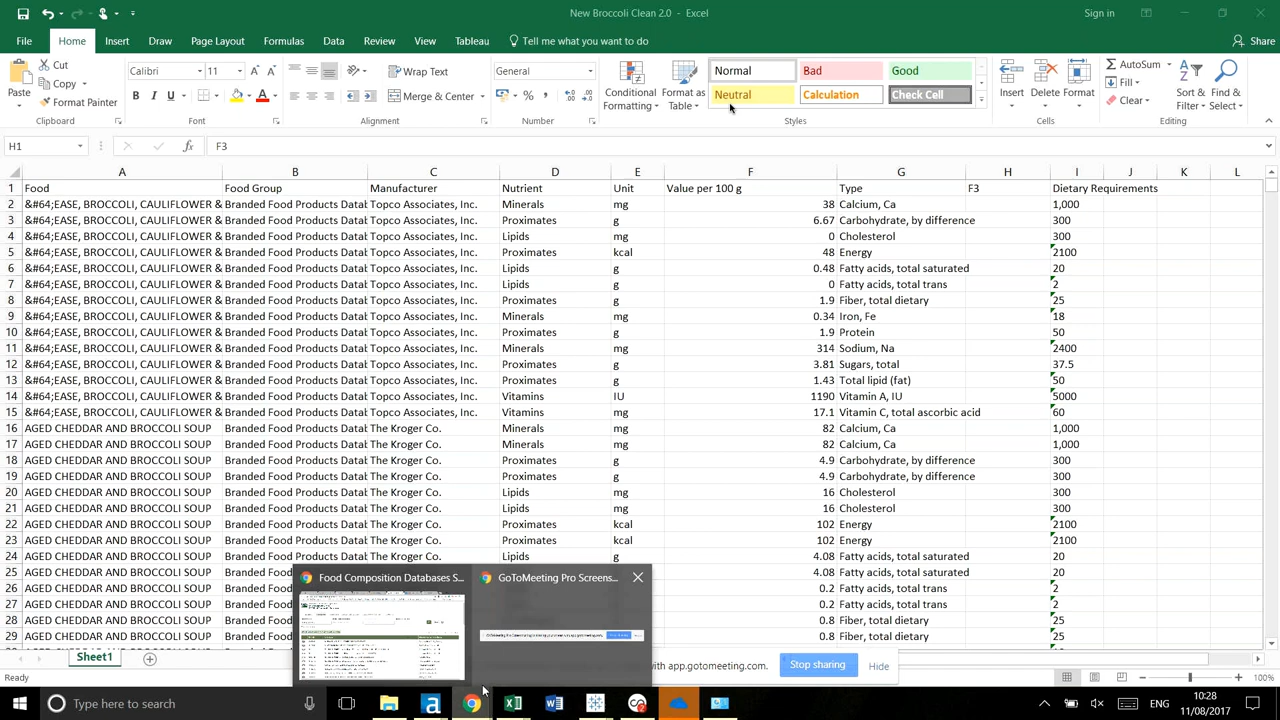 New Broccoli Clean 2.0 - Excel
Sign in
File Home Insert Draw Page Layout Formulas Data Review View Tableau Tell me what you want to do Share
Paste
Cut
Copy
Format Painter
Clipboard
Calibri 11
B I U
Font
Wrap Text
Merge & Center
Alignment
General
Number
Conditional Formatting
Format as Table
Normal Bad Good
Neutral Calculation Check Cell
Styles
Insert Delete Format
Cells
AutoSum
Fill
Clear
Sort & Filter
Find & Select
Editing
H1 F3
A B C D E F G H I J K L
1 Food Food Group Manufacturer Nutrient Unit Value per 100 g Type F3 Dietary Requirements
2 &#64;EASE, BROCCOLI, CAULIFLOWER & Branded Food Products Datab Topco Associates, Inc. Minerals mg 38 Calcium, Ca 1,000
3 &#64;EASE, BROCCOLI, CAULIFLOWER & Branded Food Products Datab Topco Associates, Inc. Proximates g 6.67 Carbohydrate, by difference 300
4 &#64;EASE, BROCCOLI, CAULIFLOWER & Branded Food Products Datab Topco Associates, Inc. Lipids mg 0 Cholesterol 300
5 &#64;EASE, BROCCOLI, CAULIFLOWER & Branded Food Products Datab Topco Associates, Inc. Proximates kcal 48 Energy 2100
6 &#64;EASE, BROCCOLI, CAULIFLOWER & Branded Food Products Datab Topco Associates, Inc. Lipids g 0.48 Fatty acids, total saturated 20
7 &#64;EASE, BROCCOLI, CAULIFLOWER & Branded Food Products Datab Topco Associates, Inc. Lipids g 0 Fatty acids, total trans 2
8 &#64;EASE, BROCCOLI, CAULIFLOWER & Branded Food Products Datab Topco Associates, Inc. Proximates g 1.9 Fiber, total dietary 25
9 &#64;EASE, BROCCOLI, CAULIFLOWER & Branded Food Products Datab Topco Associates, Inc. Minerals mg 0.34 Iron, Fe 18
10 &#64;EASE, BROCCOLI, CAULIFLOWER & Branded Food Products Datab Topco Associates, Inc. Proximates g 1.9 Protein 50
11 &#64;EASE, BROCCOLI, CAULIFLOWER & Branded Food Products Datab Topco Associates, Inc. Minerals mg 314 Sodium, Na 2400
12 &#64;EASE, BROCCOLI, CAULIFLOWER & Branded Food Products Datab Topco Associates, Inc. Proximates g 3.81 Sugars, total 37.5
13 &#64;EASE, BROCCOLI, CAULIFLOWER & Branded Food Products Datab Topco Associates, Inc. Proximates g 1.43 Total lipid (fat) 50
14 &#64;EASE, BROCCOLI, CAULIFLOWER & Branded Food Products Datab Topco Associates, Inc. Vitamins IU 1190 Vitamin A, IU 5000
15 &#64;EASE, BROCCOLI, CAULIFLOWER & Branded Food Products Datab Topco Associates, Inc. Vitamins mg 17.1 Vitamin C, total ascorbic acid 60
16 AGED CHEDDAR AND BROCCOLI SOUP Branded Food Products Datab The Kroger Co. Minerals mg 82 Calcium, Ca 1,000
17 AGED CHEDDAR AND BROCCOLI SOUP Branded Food Products Datab The Kroger Co. Minerals mg 82 Calcium, Ca 1,000
18 AGED CHEDDAR AND BROCCOLI SOUP Branded Food Products Datab The Kroger Co. Proximates g 4.9 Carbohydrate, by difference 300
19 AGED CHEDDAR AND BROCCOLI SOUP Branded Food Products Datab The Kroger Co. Proximates g 4.9 Carbohydrate, by difference 300
20 AGED CHEDDAR AND BROCCOLI SOUP Branded Food Products Datab The Kroger Co. Lipids mg 16 Cholesterol 300
21 AGED CHEDDAR AND BROCCOLI SOUP Branded Food Products Datab The Kroger Co. Lipids mg 16 Cholesterol 300
22 AGED CHEDDAR AND BROCCOLI SOUP Branded Food Products Datab The Kroger Co. Proximates kcal 102 Energy 2100
23 AGED CHEDDAR AND BROCCOLI SOUP Branded Food Products Datab The Kroger Co. Proximates kcal 102 Energy 2100
24 AGED CHEDDAR AND BROCCOLI SOUP Branded Food Products Datab The Kroger Co. Lipids g 4.08 Fatty acids, total saturated 20
25 AGED CHEDDAR AND BROCCOLI SOUP Branded 4.08 Fatty acids, total saturated 20
26 AGED CHEDDAR AND BROCCOLI SOUP Branded 0.2 Fatty acids, total trans 2
27 AGED CHEDDAR AND BROCCOLI SOUP Branded 0.2 Fatty acids, total trans 2
28 AGED CHEDDAR AND BROCCOLI SOUP Branded 0.8 Fiber, total dietary 25
29 AGED CHEDDAR AND BROCCOLI SOUP Branded 0.8 Fiber, total dietary 25
Food Composition Databases S...
GoToMeeting Pro Screens...
Sheet1
with app.gotomeeting.com.
Stop sharing
Hide
Ready
100%
Type here to search
ENG
10:28
11/08/2017